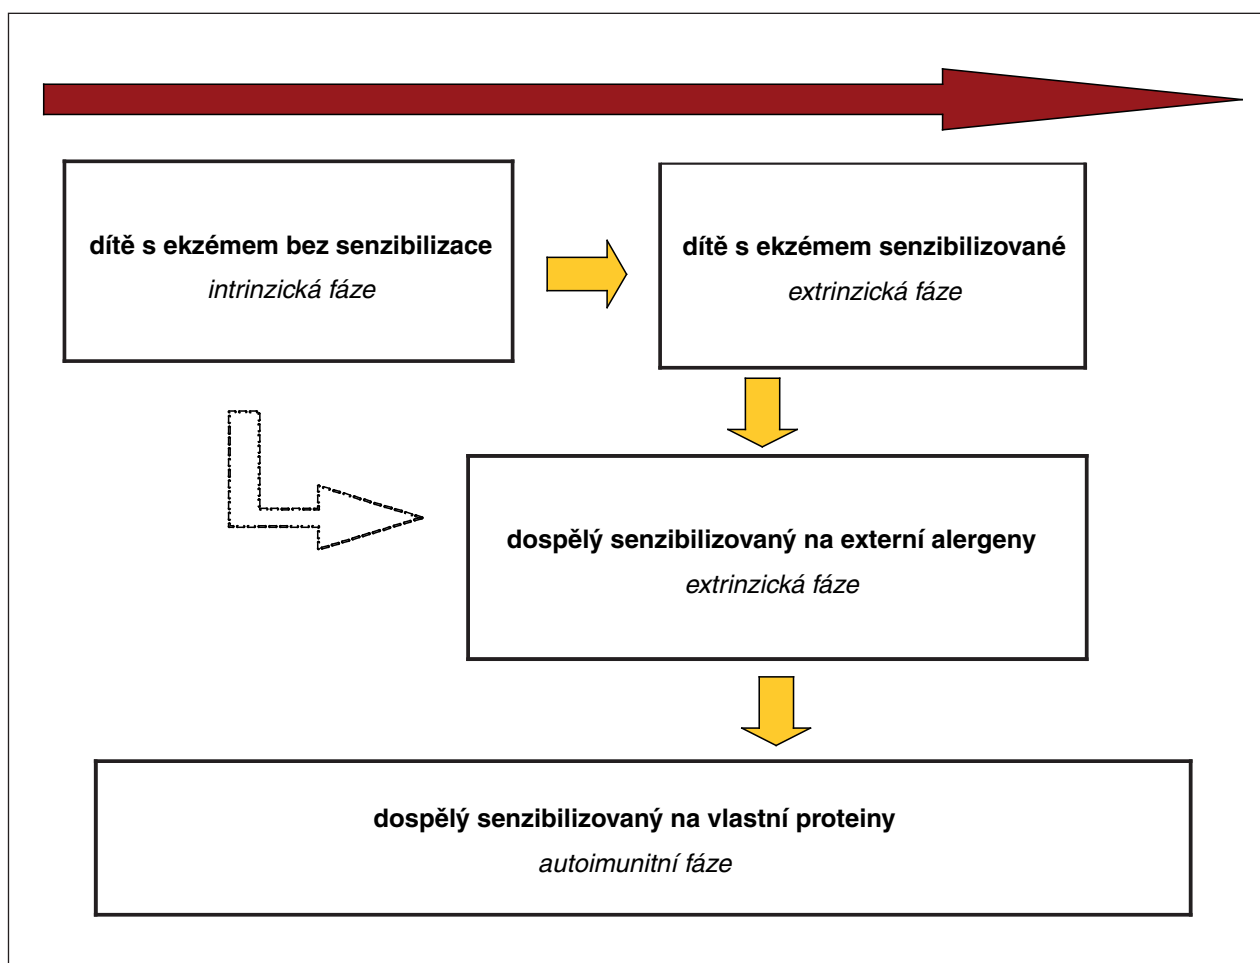 dítě s ekzémem bez senzibilizace
intrinzická fáze
dítě s ekzémem senzibilizované
extrinzická fáze
dospělý senzibilizovaný na externí alergeny
extrinzická fáze
dospělý senzibilizovaný na vlastní proteiny
autoimunitní fáze